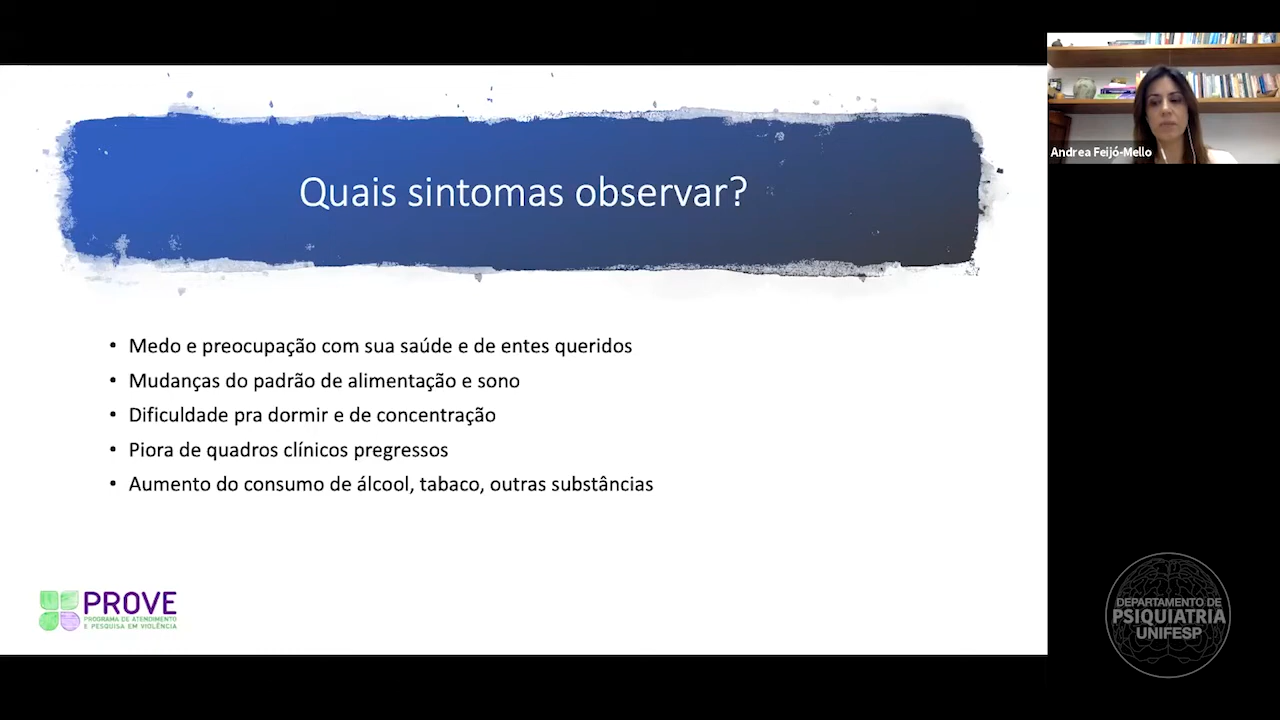 Quais sintomas observar?
• Medo e preocupação com sua saúde e de entes queridos
• Mudanças do padrão de alimentação e sono
• Dificuldade pra dormir e de concentração
• Piora de quadros clínicos pregressos
• Aumento do consumo de álcool, tabaco, outras substâncias
PROVE
PROGRAMA DE ATENDIMENTO
E PESQUISA EM VIOLÊNCIA
Andrea Feijó-Mello
DEPARTAMENTO DE
PSIQUIATRIA
UNIFESP